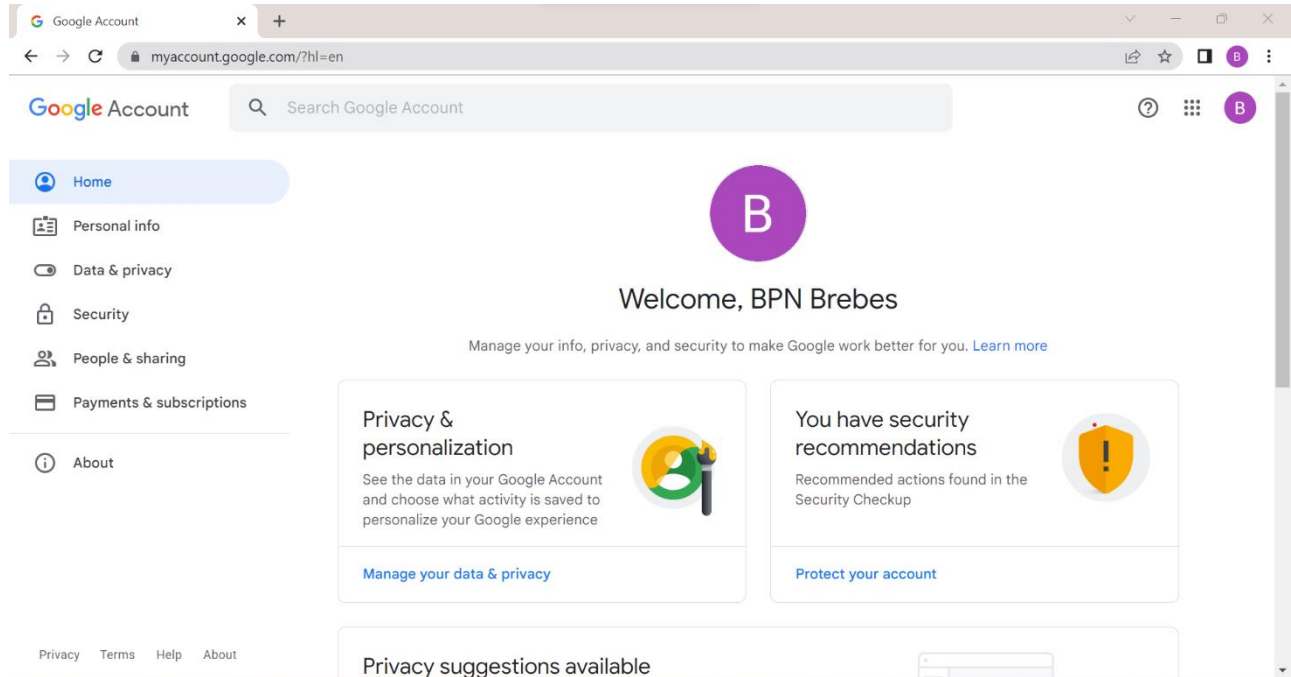 Google Account
myaccount.google.com/?hl=en
B
Google Account
Search Google Account
B
Home
Personal info
Data & privacy
Security
People & sharing
Payments & subscriptions
About
Privacy Terms Help About
B
Welcome, BPN Brebes
Manage your info, privacy, and security to make Google work better for you. Learn more
Privacy &
personalization
See the data in your Google Account
and choose what activity is saved to
personalize your Google experience
Manage your data & privacy
You have security
recommendations
Recommended actions found in the
Security Checkup
Protect your account
Privacy suggestions available